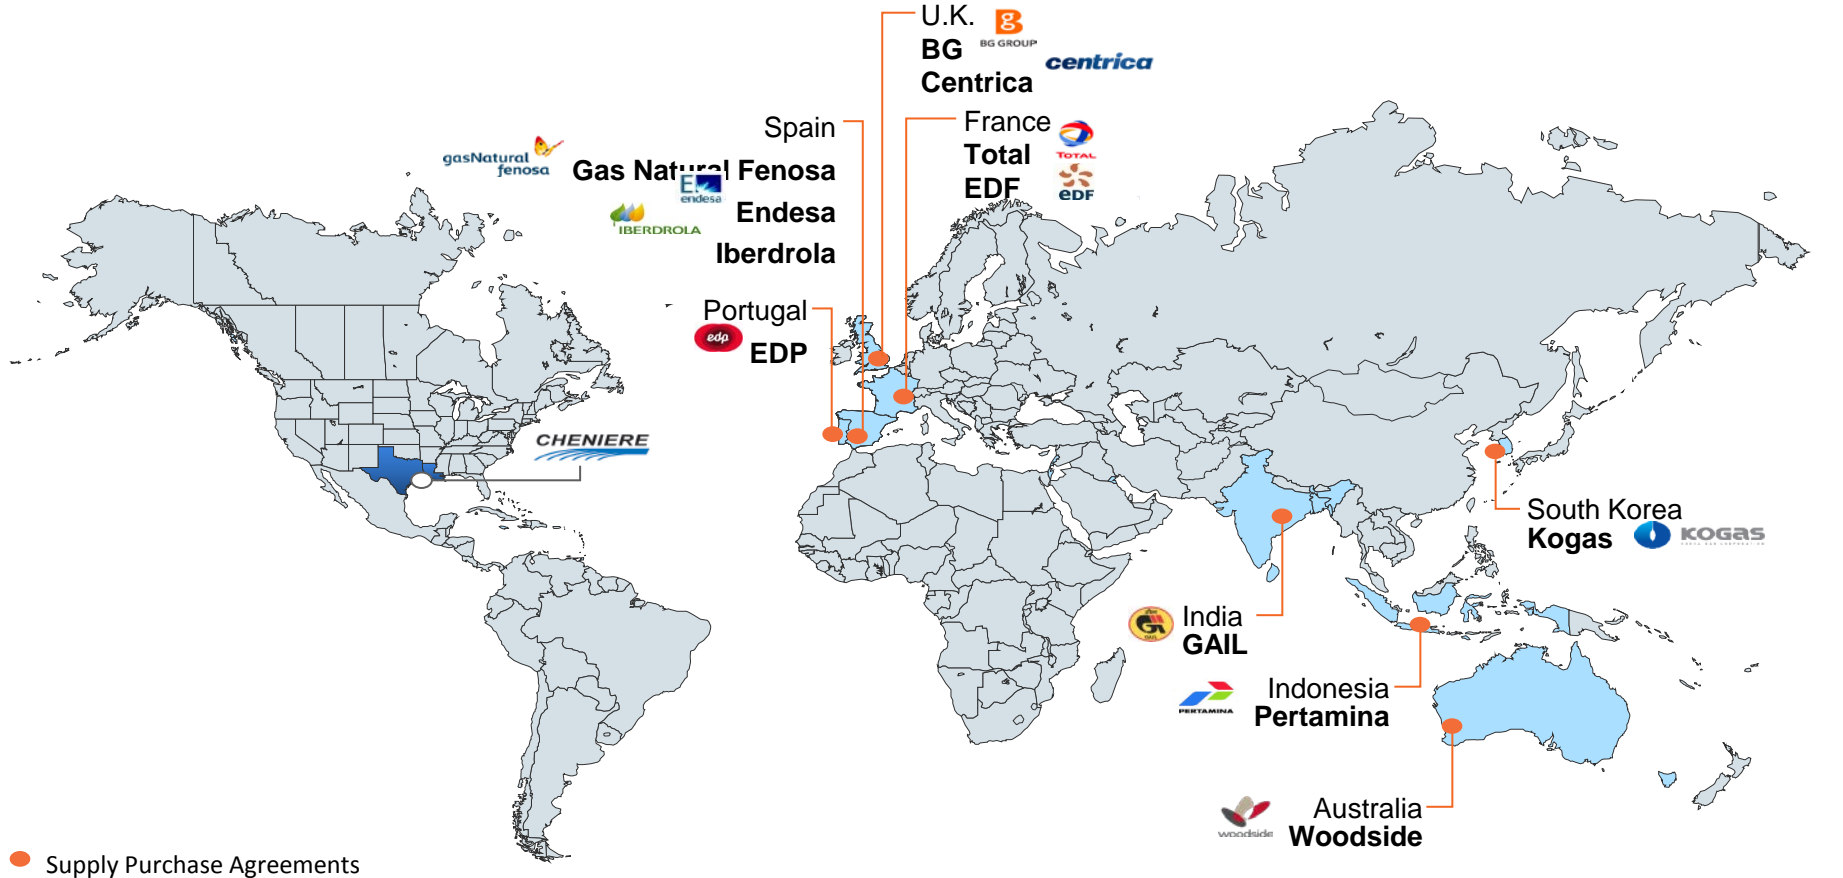 U.K.
BG
Centrica
BG GROUP
centrica
Spain
Gas Natural Fenosa
Endesa
Iberdrola
gasNatural
fenosa
endesa
IBERDROLA
France
Total
EDF
TOTAL
eDF
Portugal
EDP
edp
CHENIERE
South Korea
Kogas
KOGAS
India
GAIL
Indonesia
Pertamina
PERTAMINA
Australia
Woodside
woodside
Supply Purchase Agreements